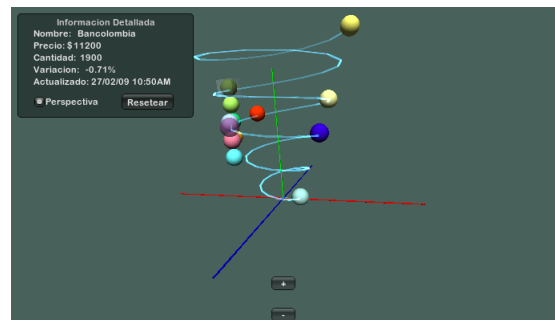 Informacion Detallada
Nombre: Bancolombia
Precio: $11200
Cantidad: 1900
Variacion: -0.71%
Actualizado: 27/02/09 10:50AM
Perspectiva
Resetear
+
-